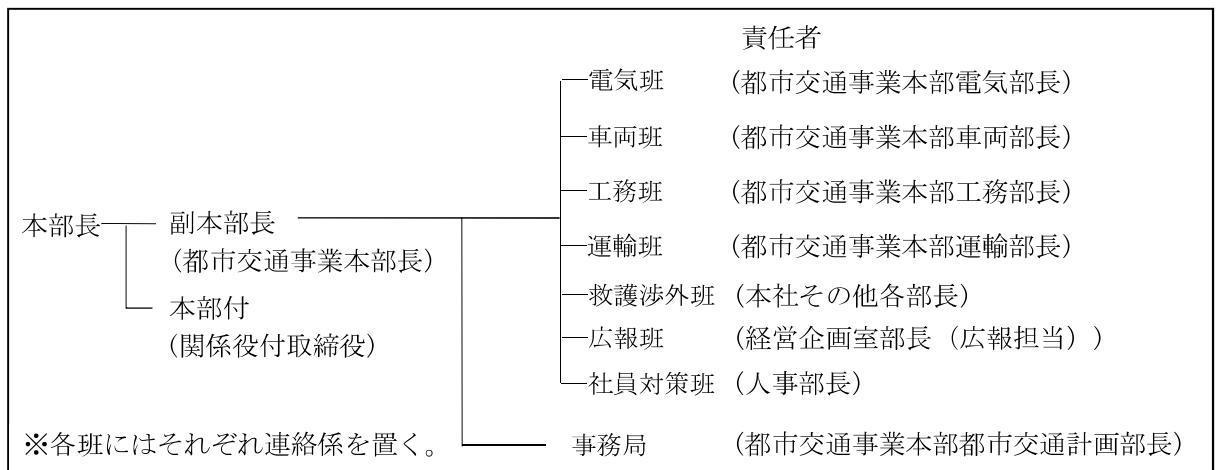 責任者
電気班 (都市交通事業本部電気部長)
車両班 (都市交通事業本部車両部長)
工務班 (都市交通事業本部工務部長)
本部長 副本部長
(都市交通事業本部長)
運輸班 (都市交通事業本部運輸部長)
救護渉外班 (本社その他各部長)
本部付
(関係役付取締役)
広報班 (経営企画室部長(広報担当))
社員対策班 (人事部長)
※各班にはそれぞれ連絡係を置く。
事務局 (都市交通事業本部都市交通計画部長)